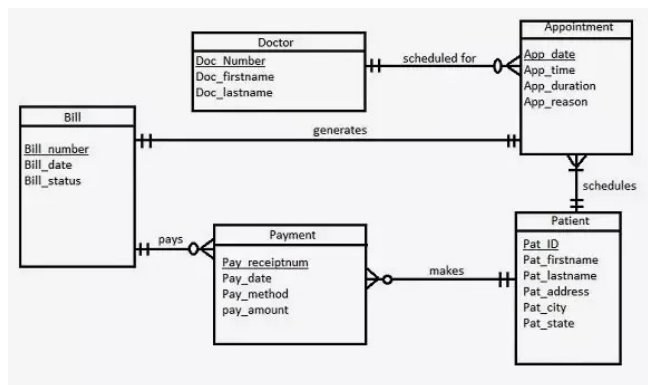 Appointment
Doctor
Doc_Number
Doc_firstname
Doc_lastname
scheduled for
App_date
App_time
App_duration
App_reason
Bill
Bill_number
Bill_date
Bill_status
generates
schedules
Patient
Pat_ID
Pat_firstname
Pat_lastname
Pat_address
Pat_city
Pat_state
pays
Payment
Pay_receiptnum
Pay_date
Pay_method
pay_amount
makes